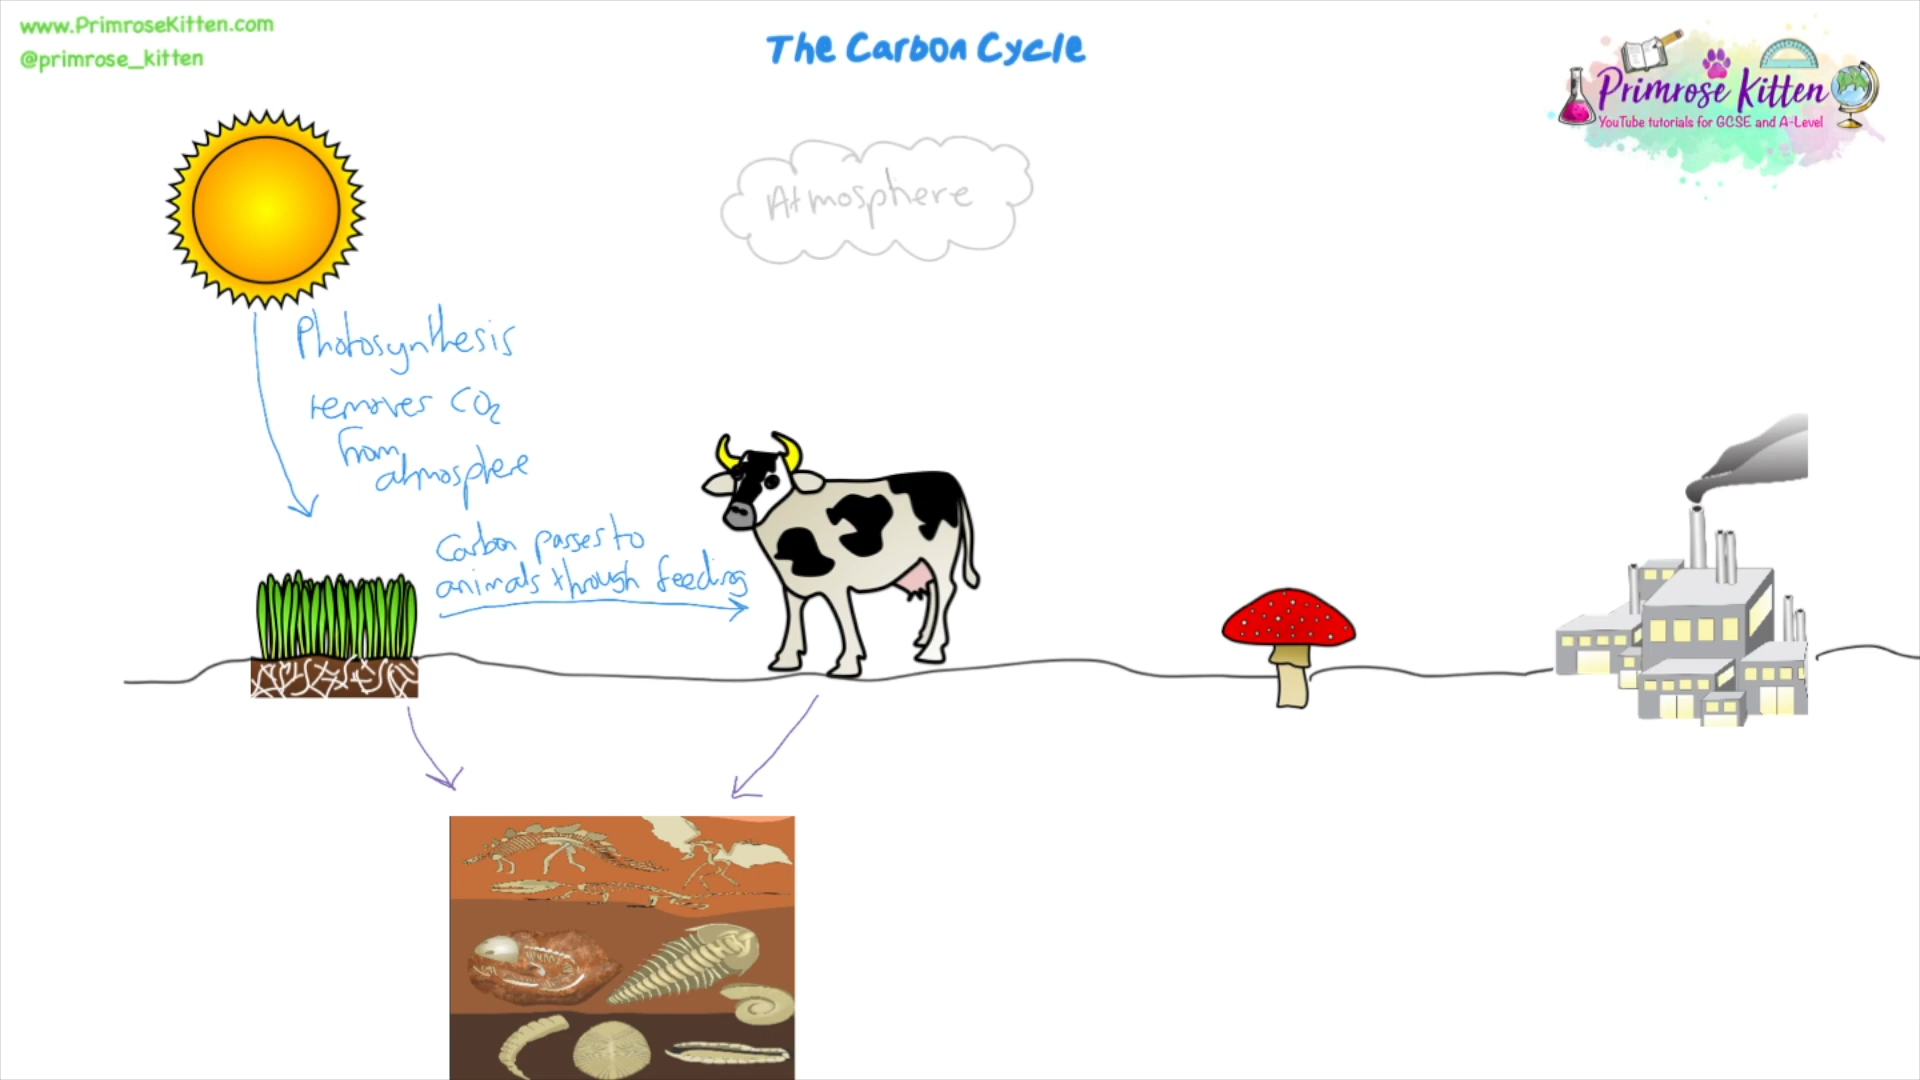 www.PrimroseKitten.com
@primrose_kitten
The Carbon Cycle
Primrose Kitten
YouTube tutorials for GCSE and A-Level
Atmosphere
Photosynthesis
removes CO₂
from
atmosphere
Carbon passes to
animals through feeding